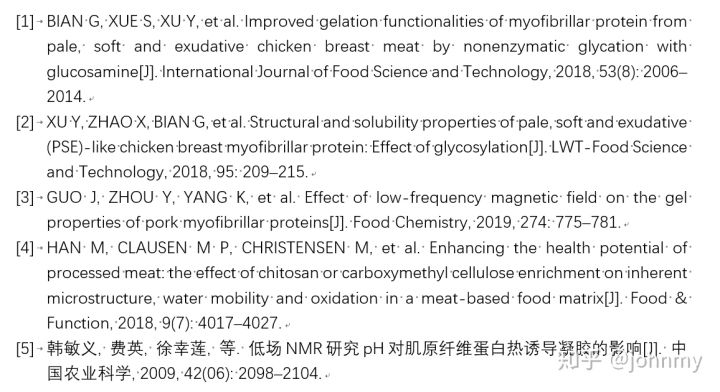 [1] BIAN G, XUE S, XU Y, et al. Improved gelation functionalities of myofibrillar protein from
pale, soft and exudative chicken breast meat by nonenzymatic glycation with
glucosamine[J]. International Journal of Food Science and Technology, 2018, 53(8): 2006–
2014.
[2] XU Y, ZHAO X, BIAN G, et al. Structural and solubility properties of pale, soft and exudative
(PSE)-like chicken breast myofibrillar protein: Effect of glycosylation[J]. LWT-Food Science
and Technology, 2018, 95: 209–215.
[3] GUO J, ZHOU Y, YANG K, et al. Effect of low-frequency magnetic field on the gel
properties of pork myofibrillar proteins[J]. Food Chemistry, 2019, 274: 775–781.
[4] HAN M, CLAUSEN M P, CHRISTENSEN M, et al. Enhancing the health potential of
processed meat: the effect of chitosan or carboxymethyl cellulose enrichment on inherent
microstructure, water mobility and oxidation in a meat-based food matrix[J]. Food &
Function, 2018, 9(7): 4017–4027.
[5] 韩敏义, 费英, 徐幸莲, 等. 低场 NMR 研究 pH 对肌原纤维蛋白热诱导凝胶的影响[J]. 中
国农业科学, 2009, 42(06): 2098–2104.
知乎 @jonnmy